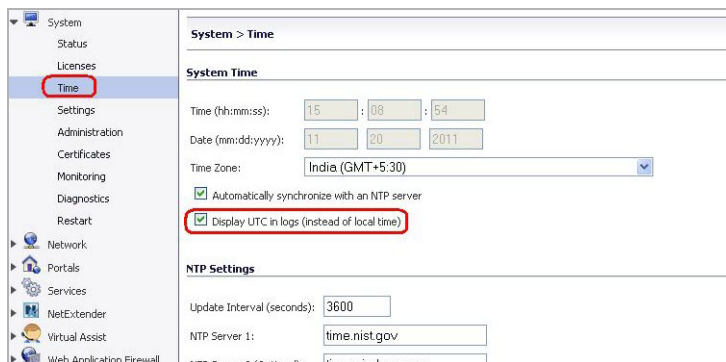 System
Status
Licenses
Time
Settings
Administration
Certificates
Monitoring
Diagnostics
Restart
Network
Portals
Services
NetExtender
Virtual Assist
Web Application Firewall
System > Time
System Time
Time (hh:mm:ss): 15 : 08 : 54
Date (mm:dd:yyyy): 11 20 2011
Time Zone: India (GMT+5:30)
Automatically synchronize with an NTP server
Display UTC in logs (instead of local time)
NTP Settings
Update Interval (seconds): 3600
NTP Server 1: time.nist.gov